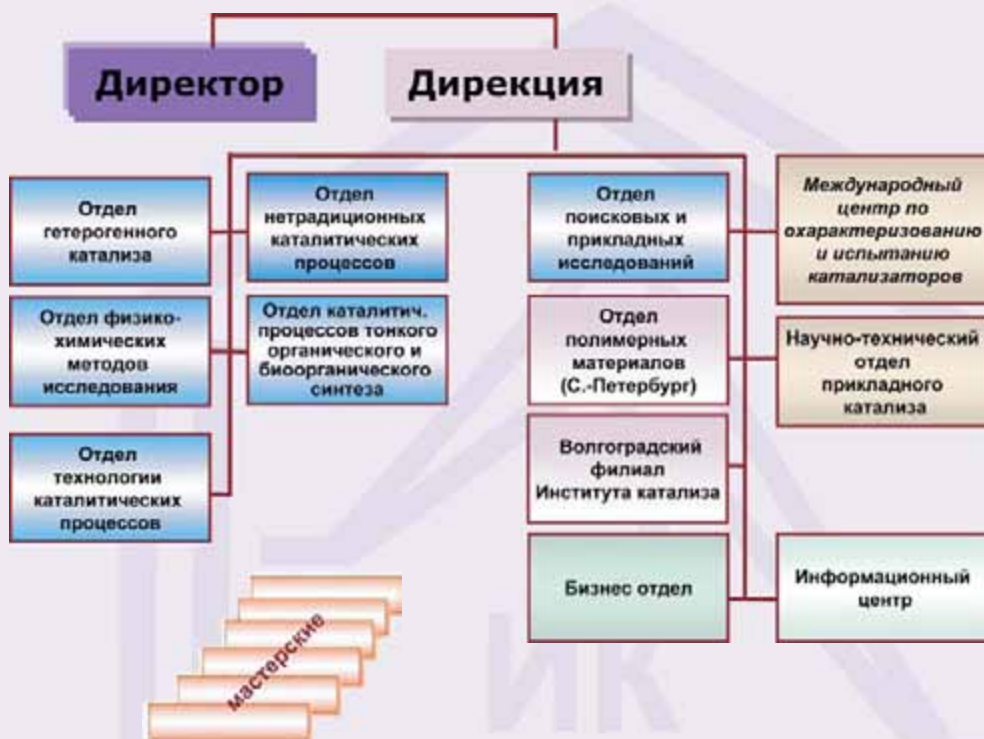 Директор
Дирекция
Отдел
гетерогенного
катализа
Отдел
нетрадиционных
каталитических
процессов
Отдел
поисковых и
прикладных
исследований
Международный
центр по
охарактеризованию
и испытанию
катализаторов
Отдел физико-
химических
методов
исследования
Отдел каталитич.
процессов тонкого
органического и
биоорганического
синтеза
Отдел
полимерных
материалов
(С.-Петербург)
Научно-технический
отдел
прикладного
катализа
Отдел
технологии
каталитических
процессов
Волгоградский
филиал
Института катализа
Бизнес отдел
Информационный
центр
мастерские
ИК